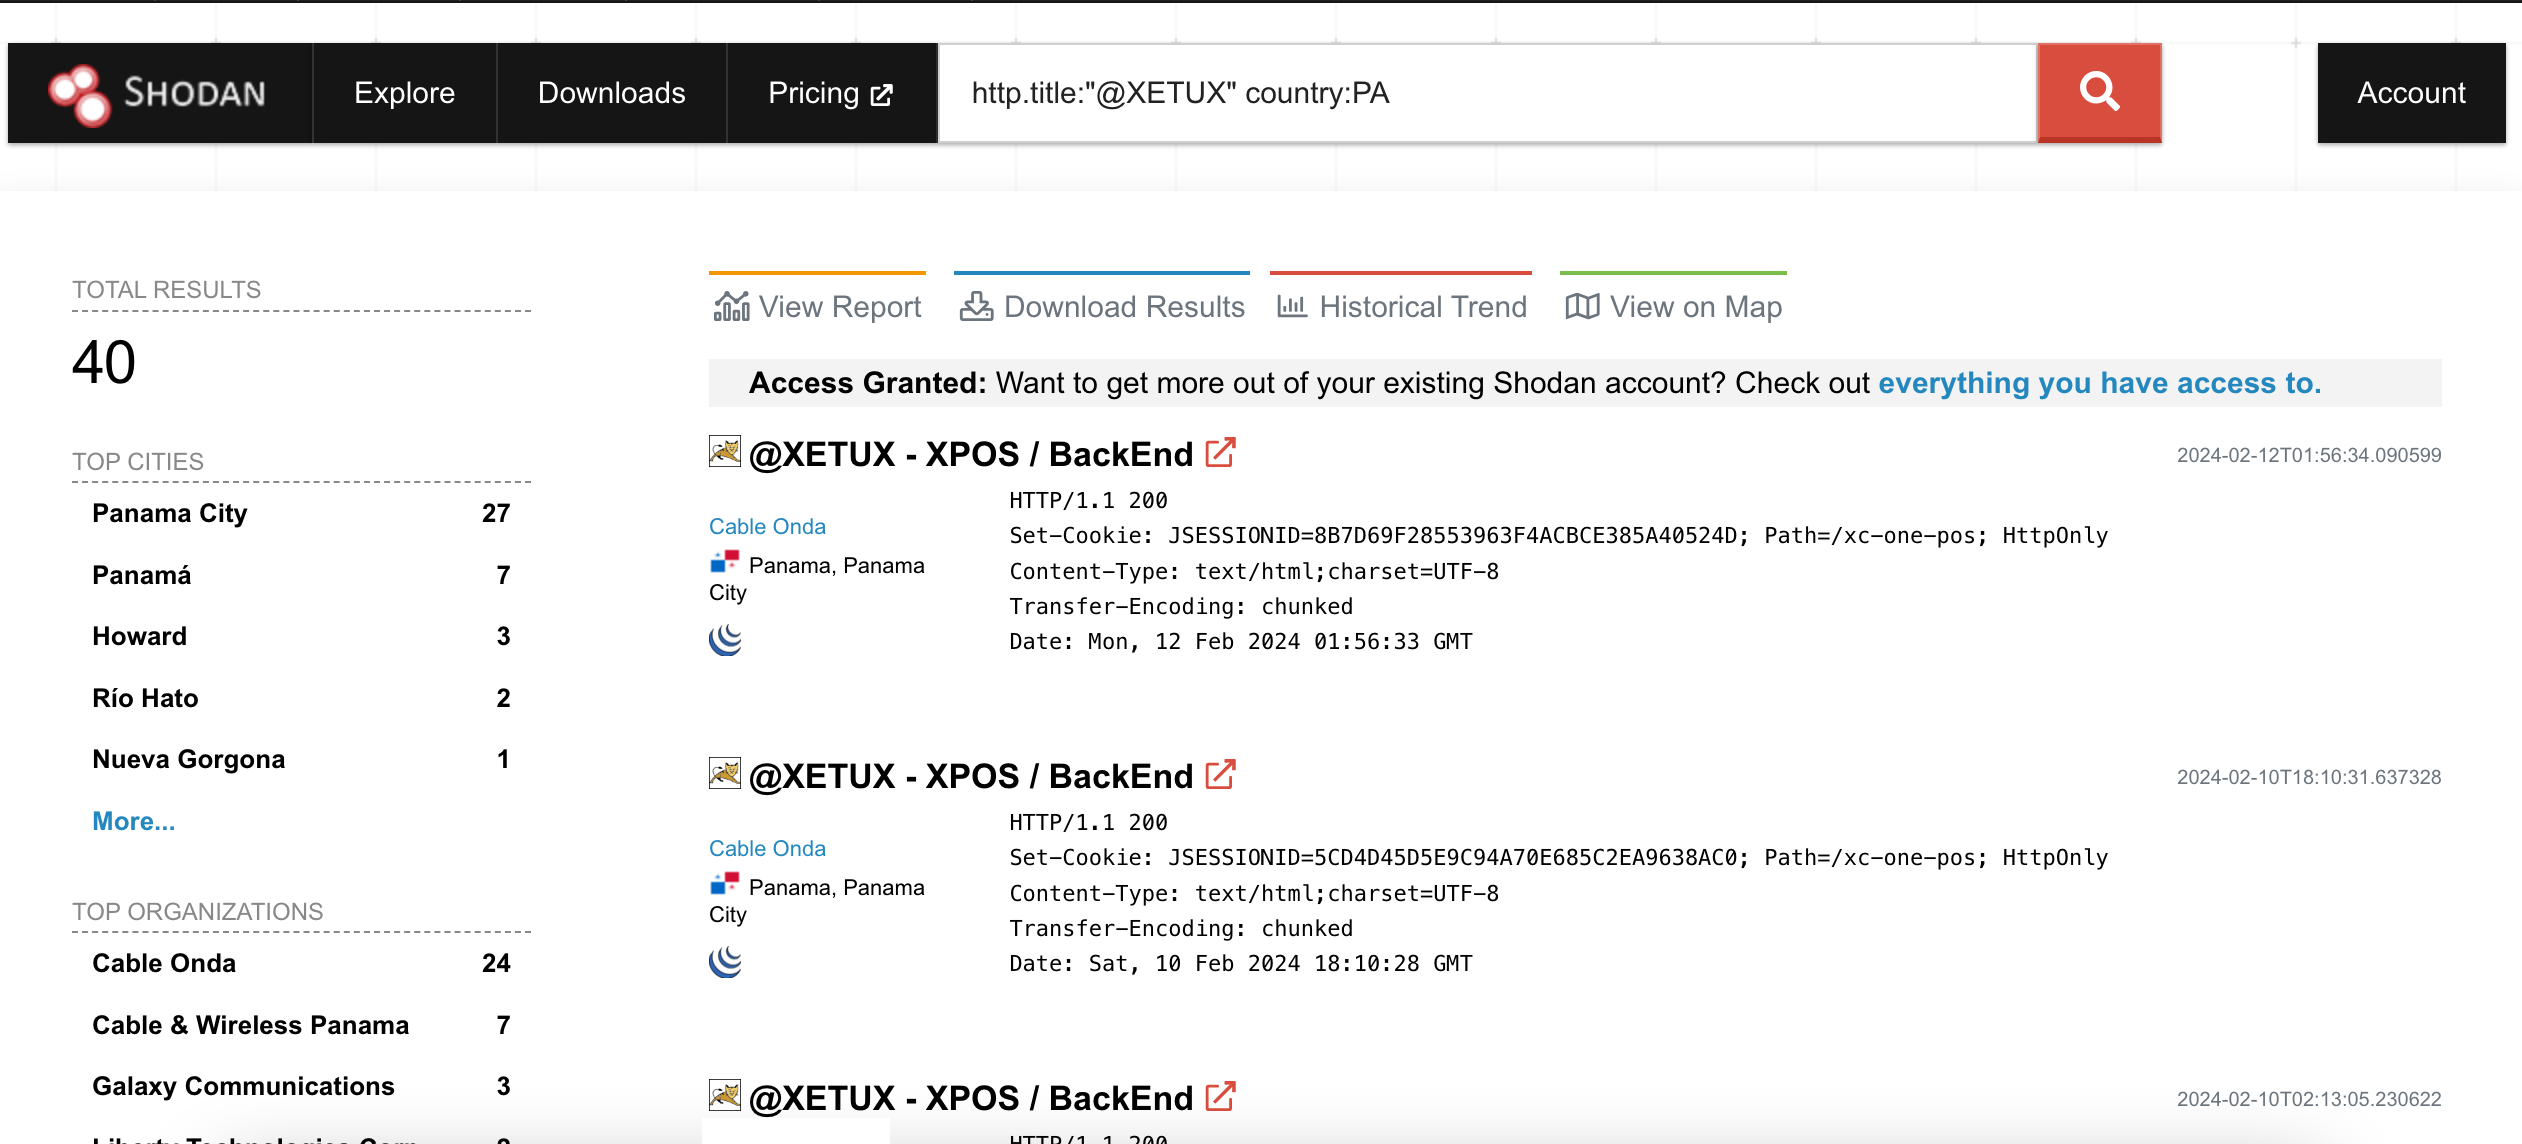 SHODAN
Explore
Downloads
Pricing
http.title:"@XETUX" country:PA
Account
TOTAL RESULTS
40
TOP CITIES
Panama City 27
Panamá 7
Howard 3
Río Hato 2
Nueva Gorgona 1
More...
TOP ORGANIZATIONS
Cable Onda 24
Cable & Wireless Panama 7
Galaxy Communications 3
Liberty Technologies Corp
View Report
Download Results
Historical Trend
View on Map
Access Granted: Want to get more out of your existing Shodan account? Check out everything you have access to.
@XETUX - XPOS / BackEnd
2024-02-12T01:56:34.090599
Cable Onda
Panama, Panama
City
HTTP/1.1 200
Set-Cookie: JSESSIONID=8B7D69F28553963F4ACBCE385A40524D; Path=/xc-one-pos; HttpOnly
Content-Type: text/html;charset=UTF-8
Transfer-Encoding: chunked
Date: Mon, 12 Feb 2024 01:56:33 GMT
@XETUX - XPOS / BackEnd
2024-02-10T18:10:31.637328
Cable Onda
Panama, Panama
City
HTTP/1.1 200
Set-Cookie: JSESSIONID=5CD4D45D5E9C94A70E685C2EA9638AC0; Path=/xc-one-pos; HttpOnly
Content-Type: text/html;charset=UTF-8
Transfer-Encoding: chunked
Date: Sat, 10 Feb 2024 18:10:28 GMT
@XETUX - XPOS / BackEnd
2024-02-10T02:13:05.230622
HTTP/1.1 200